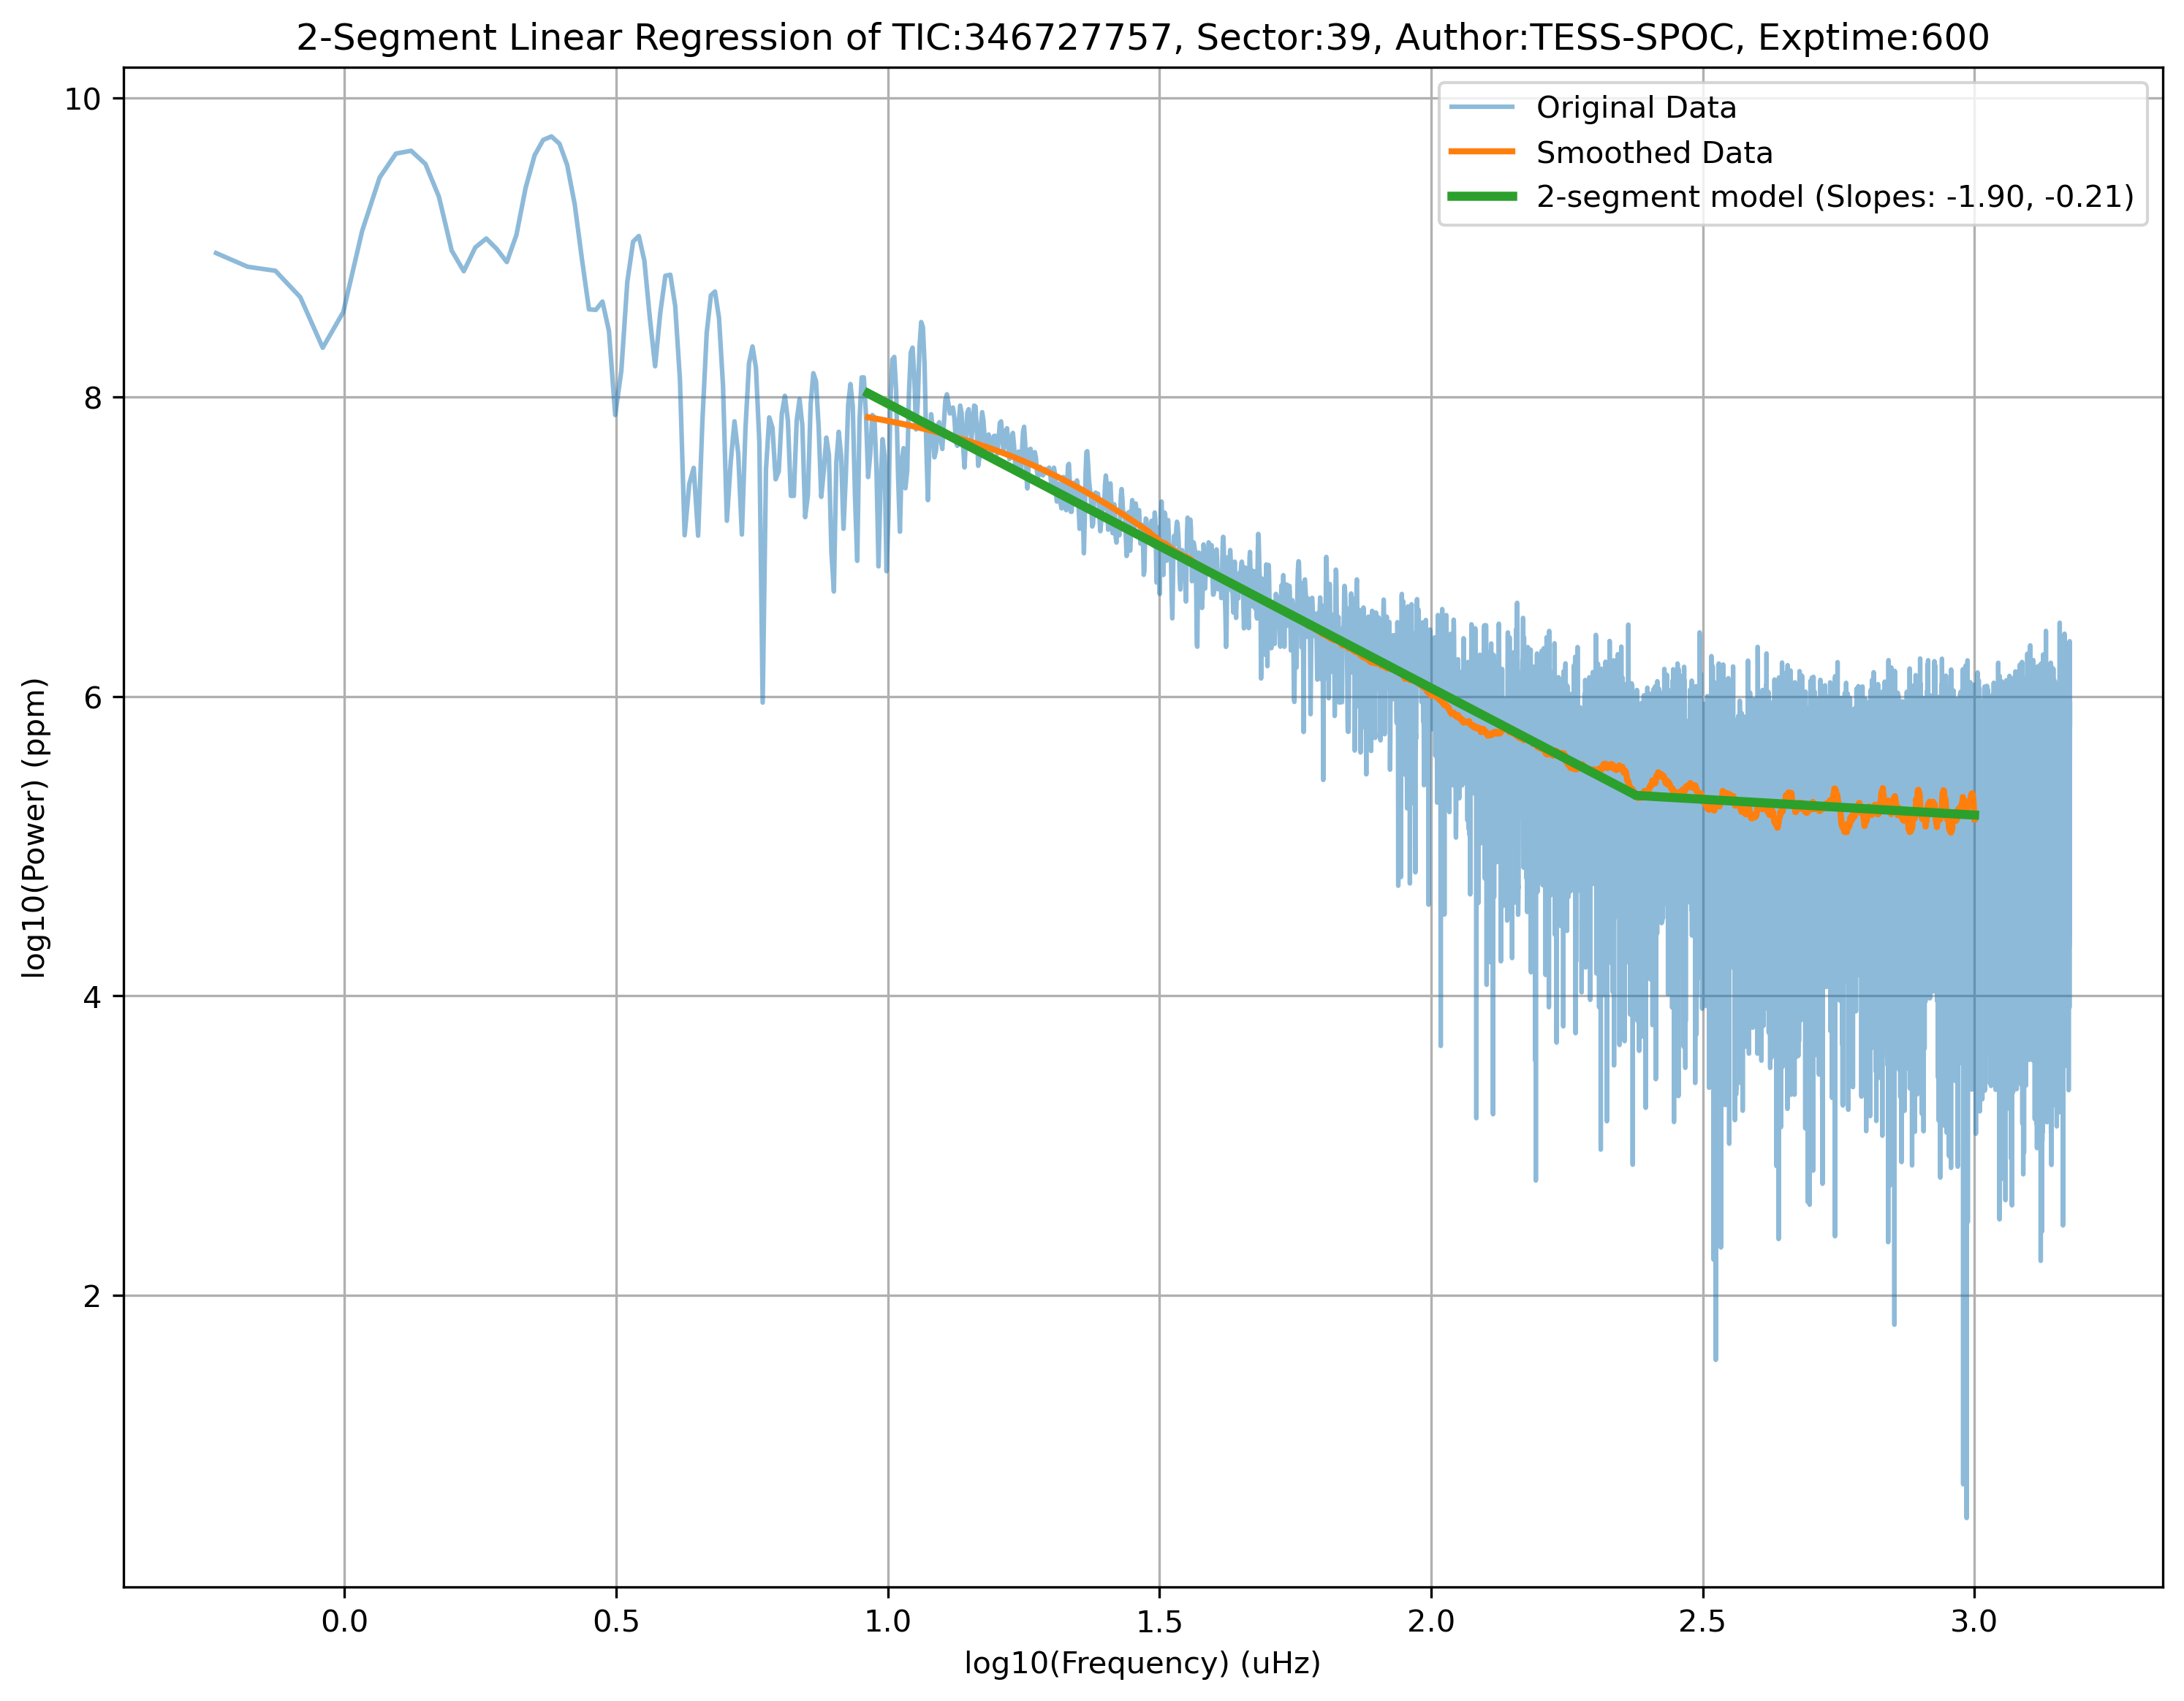 2-Segment Linear Regression of TIC:346727757, Sector:39, Author:TESS-SPOC, Exptime:600
Original Data
Smoothed Data
2-segment model (Slopes: -1.90, -0.21)
log10(Power) (ppm)
10
8
6
4
2
0.0 0.5 1.0 1.5 2.0 2.5 3.0
log10(Frequency) (uHz)